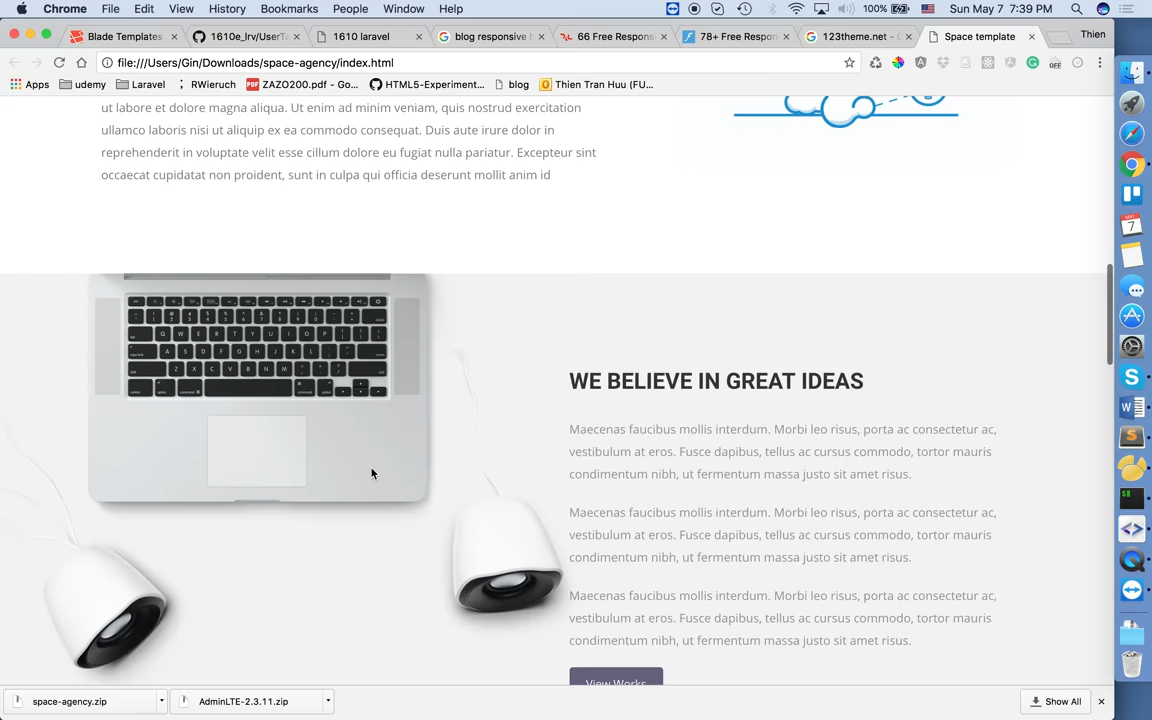 Chrome File Edit View History Bookmarks People Window Help 100% Sun May 7 7:39 PM
Blade Templates 1610e_lrv/UserTa 1610 laravel blog responsive 66 Free Respons 78+ Free Respon 123theme.net - Space template Thien
file:///Users/Gin/Downloads/space-agency/index.html
Apps udemy Laravel RWieruch ZAZO200.pdf - Go... HTML5-Experiment... blog Thien Tran Huu (FU...
ut labore et dolore magna aliqua. Ut enim ad minim veniam, quis nostrud exercitation
ullamco laboris nisi ut aliquip ex ea commodo consequat. Duis aute irure dolor in
reprehenderit in voluptate velit esse cillum dolore eu fugiat nulla pariatur. Excepteur sint
occaecat cupidatat non proident, sunt in culpa qui officia deserunt mollit anim id
WE BELIEVE IN GREAT IDEAS
Maecenas faucibus mollis interdum. Morbi leo risus, porta ac consectetur ac,
vestibulum at eros. Fusce dapibus, tellus ac cursus commodo, tortor mauris
condimentum nibh, ut fermentum massa justo sit amet risus.
Maecenas faucibus mollis interdum. Morbi leo risus, porta ac consectetur ac,
vestibulum at eros. Fusce dapibus, tellus ac cursus commodo, tortor mauris
condimentum nibh, ut fermentum massa justo sit amet risus.
Maecenas faucibus mollis interdum. Morbi leo risus, porta ac consectetur ac,
vestibulum at eros. Fusce dapibus, tellus ac cursus commodo, tortor mauris
condimentum nibh, ut fermentum massa justo sit amet risus.
View Works
space-agency.zip AdminLTE-2.3.11.zip Show All